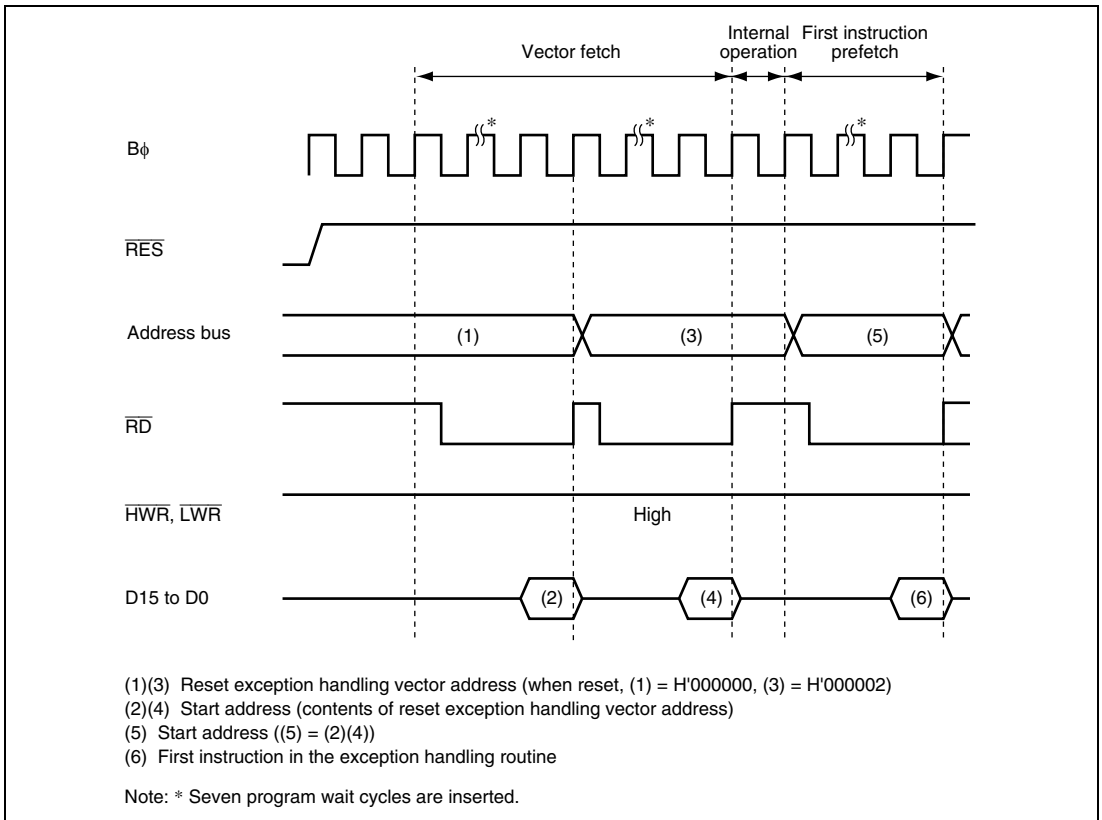 Vector fetch
Internal operation
First instruction prefetch
*
*
*
Bϕ
RES
Address bus
(1)
(3)
(5)
RD
HWR, LWR
High
D15 to D0
(2)
(4)
(6)
(1)(3) Reset exception handling vector address (when reset, (1) = H'000000, (3) = H'000002)
(2)(4) Start address (contents of reset exception handling vector address)
(5) Start address ((5) = (2)(4))
(6) First instruction in the exception handling routine
Note: * Seven program wait cycles are inserted.